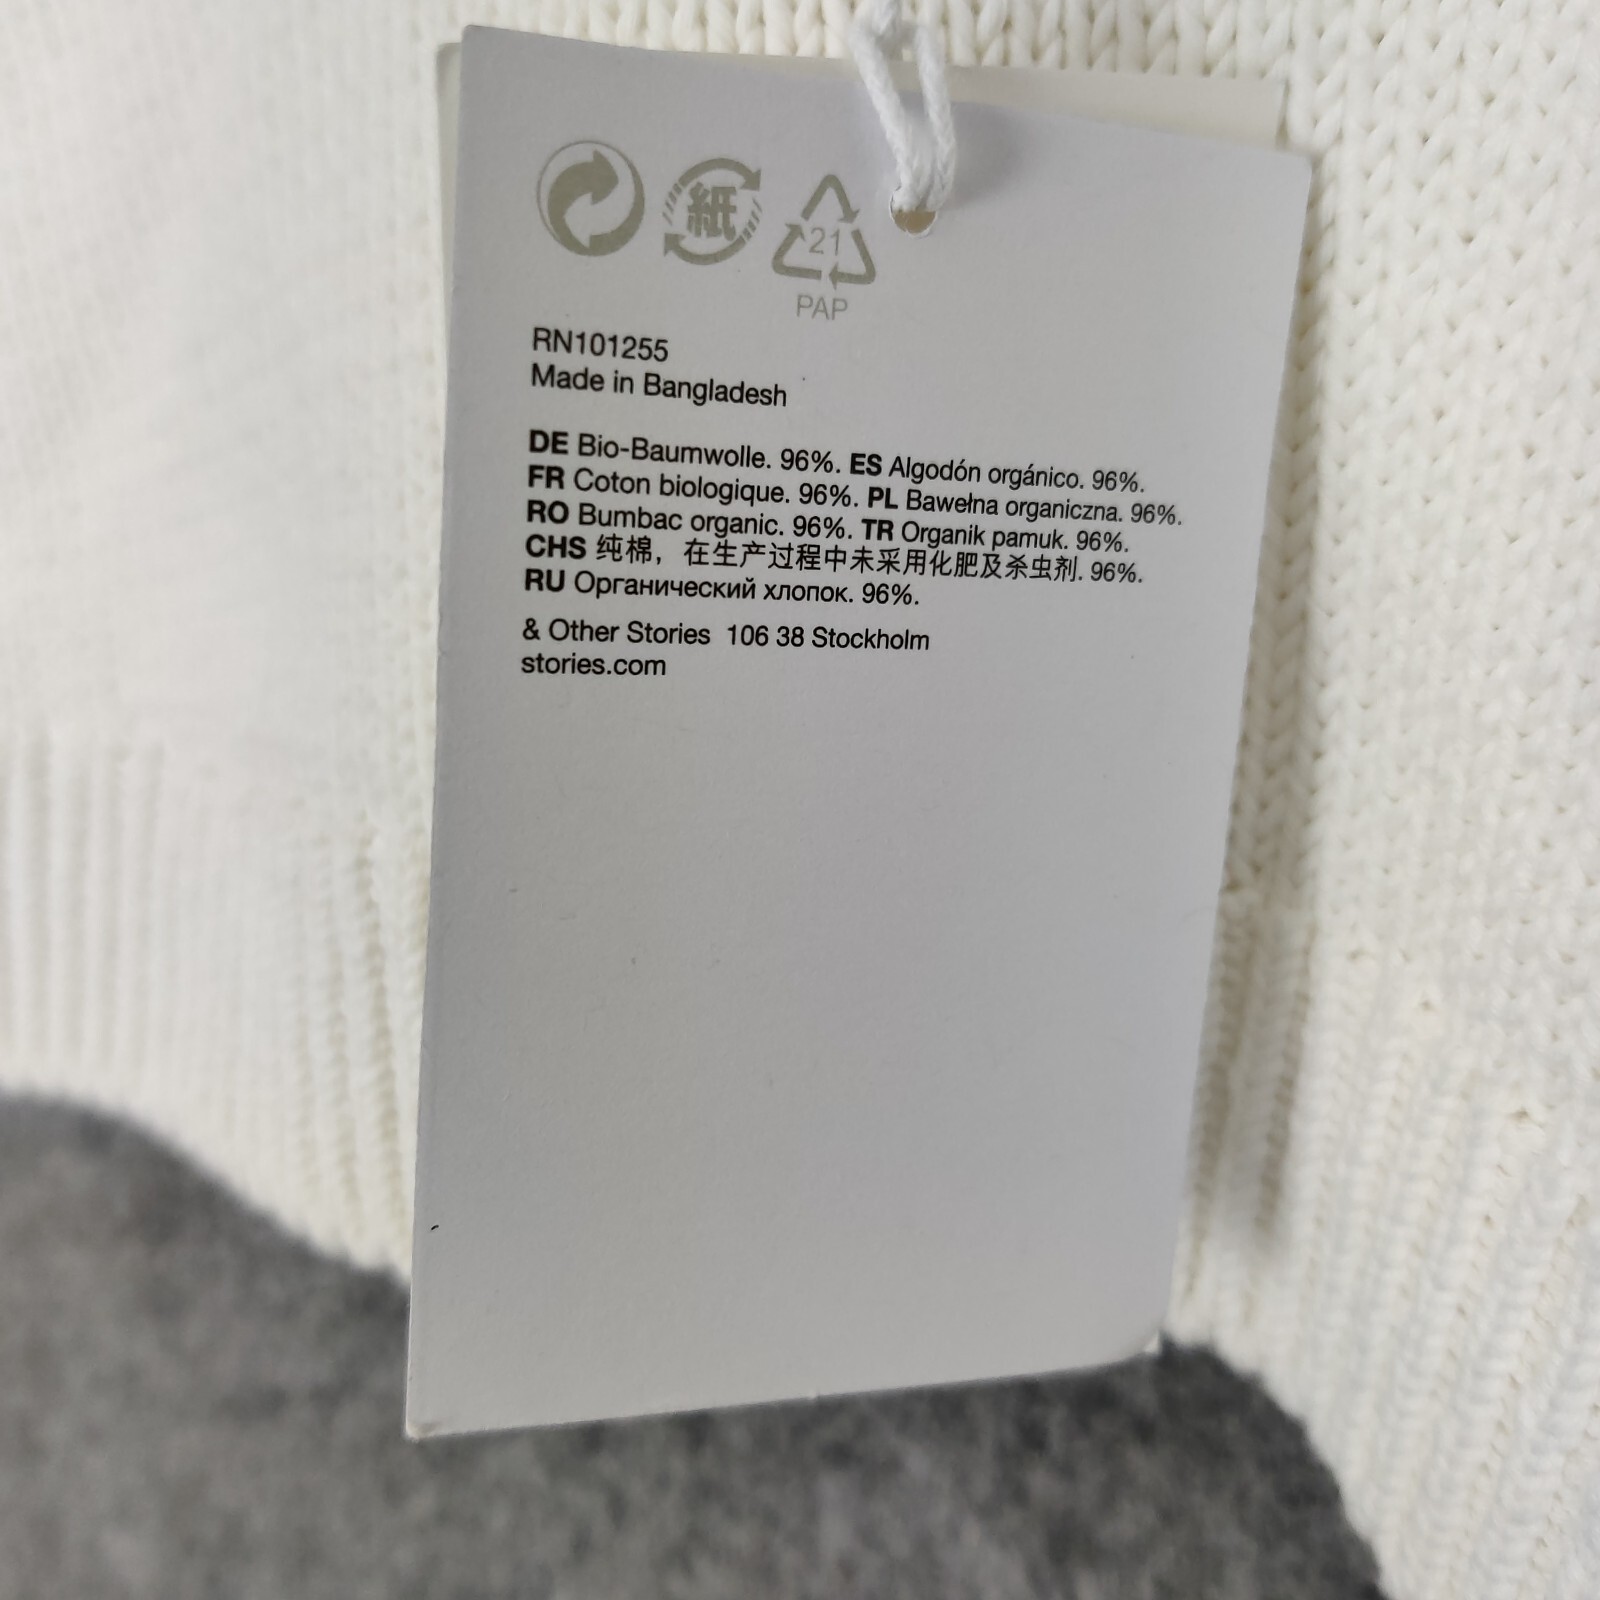 紙
21
PAP
RN101255
Made in Bangladesh
DE Bio-Baumwolle. 96%. ES Algodón orgánico. 96%.
FR Coton biologique. 96%. PL Bawełna organiczna. 96%.
RO Bumbac organic. 96%. TR Organik pamuk. 96%.
CHS 纯棉，在生产过程中未采用化肥及杀虫剂. 96%.
RU Органический хлопок. 96%.
& Other Stories 106 38 Stockholm
stories.com